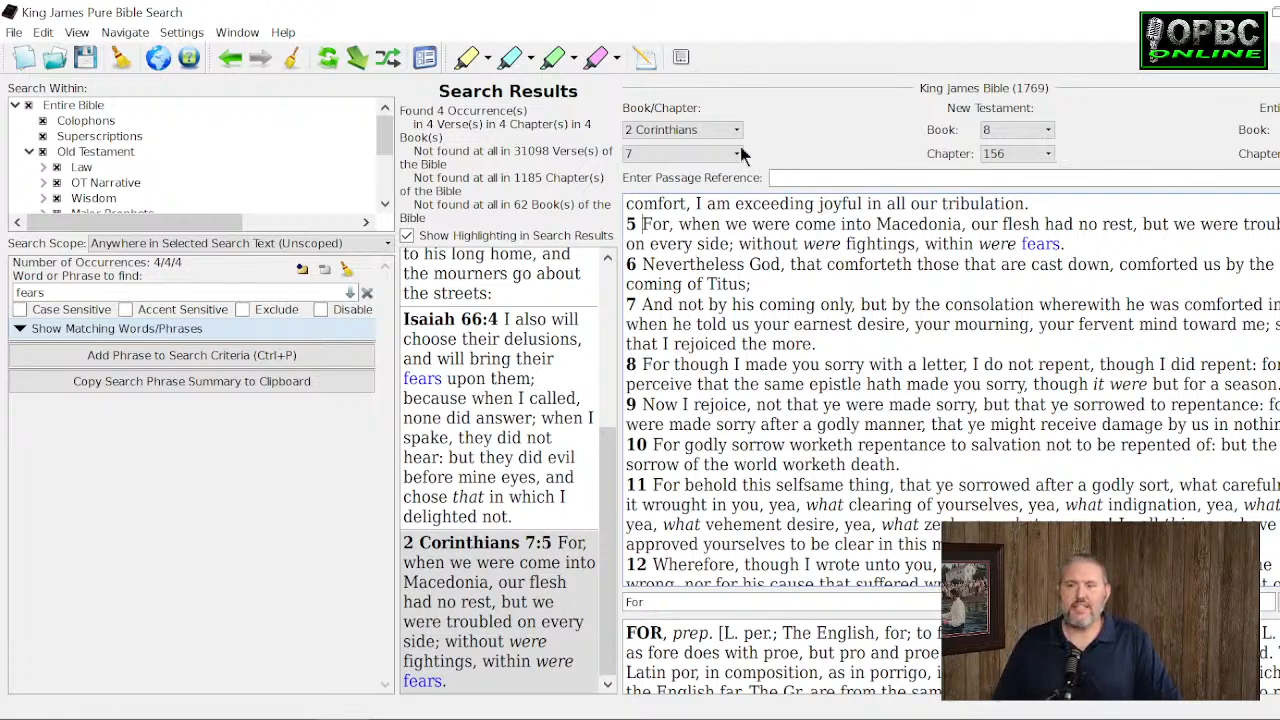 King James Pure Bible Search
OPBC
ONLINE
File Edit View Navigate Settings Window Help
Search Within:
Entire Bible
Colophons
Superscriptions
Old Testament
Law
OT Narrative
Wisdom
Major Prophets
Search Scope: Anywhere in Selected Search Text (Unscoped)
Number of Occurrences: 4/4/4
Word or Phrase to find:
fears
Case Sensitive Accent Sensitive Exclude Disable
Show Matching Words/Phrases
Add Phrase to Search Criteria (Ctrl+P)
Copy Search Phrase Summary to Clipboard
Search Results
Found 4 Occurrence(s)
in 4 Verse(s) in 4 Chapter(s) in 4
Book(s)
Not found at all in 31098 Verse(s) of
the Bible
Not found at all in 1185 Chapter(s)
of the Bible
Not found at all in 62 Book(s) of the
Bible
Show Highlighting in Search Results
to his long home, and
the mourners go about
the streets:
Isaiah 66:4 I also will
choose their delusions,
and will bring their
fears upon them;
because when I called,
none did answer; when I
spake, they did not
hear: but they did evil
before mine eyes, and
chose that in which I
delighted not.
2 Corinthians 7:5 For,
when we were come into
Macedonia, our flesh
had no rest, but we
were troubled on every
side; without were
fightings, within were
fears.
King James Bible (1769)
Book/Chapter: New Testament:
2 Corinthians Book: 8 Book:
7 Chapter: 156 Chapter
Enter Passage Reference:
comfort, I am exceeding joyful in all our tribulation.
5 For, when we were come into Macedonia, our flesh had no rest, but we were
on every side; without were fightings, within were fears.
6 Nevertheless God, that comforteth those that are cast down, comforted us by the
coming of Titus;
7 And not by his coming only, but by the consolation wherewith he was comforted
when he told us your earnest desire, your mourning, your fervent mind toward me;
that I rejoiced the more.
8 For though I made you sorry with a letter, I do not repent, though I did repent:
perceive that the same epistle hath made you sorry, though it were but for a season.
9 Now I rejoice, not that ye were made sorry, but that ye sorrowed to repentance:
were made sorry after a godly manner, that ye might receive damage by us in
10 For godly sorrow worketh repentance to salvation not to be repented of: but the
sorrow of the world worketh death.
11 For behold this selfsame thing, that ye sorrowed after a godly sort, what
it wrought in you, yea, what clearing of yourselves, yea, what indignation, yea, what
yea, what vehement desire, yea, what
approved yourselves to be clear in this
12 Wherefore, though I wrote unto you,
wrong, nor for his cause that suffered
For
FOR, prep. [L. per.; The English, for; to
as fore does with proe, but pro and proe
Latin por, in composition, as in porrigo,
the English far. The Gr. are from the